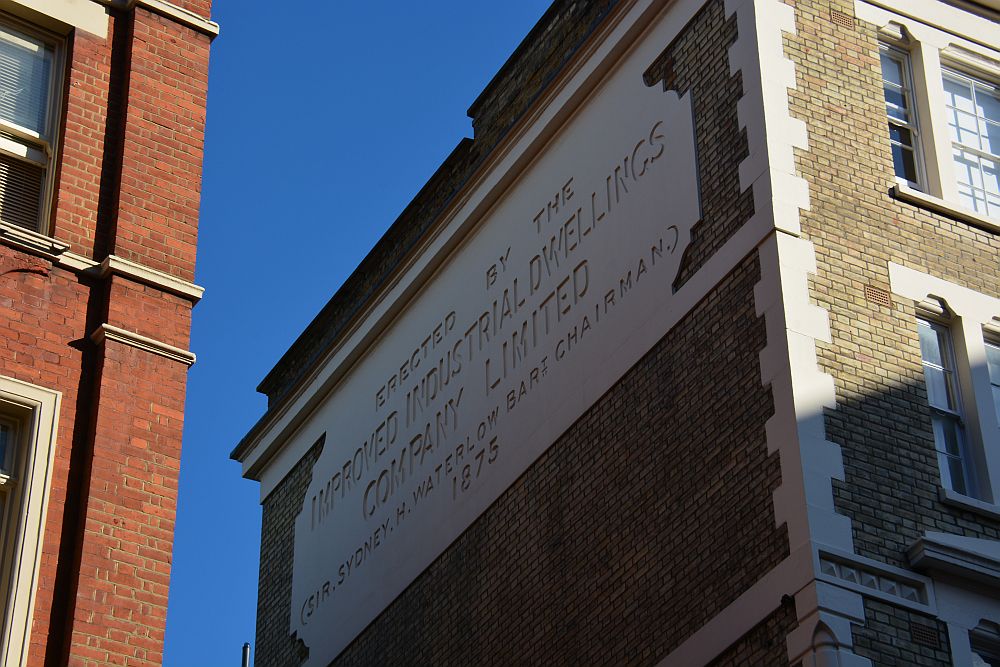 ERECTED BY THE
IMPROVED INDUSTRIAL DWELLINGS
COMPANY LIMITED
(SIR. SYDNEY. H. WATERLOW BART CHAIRMAN.)
1875